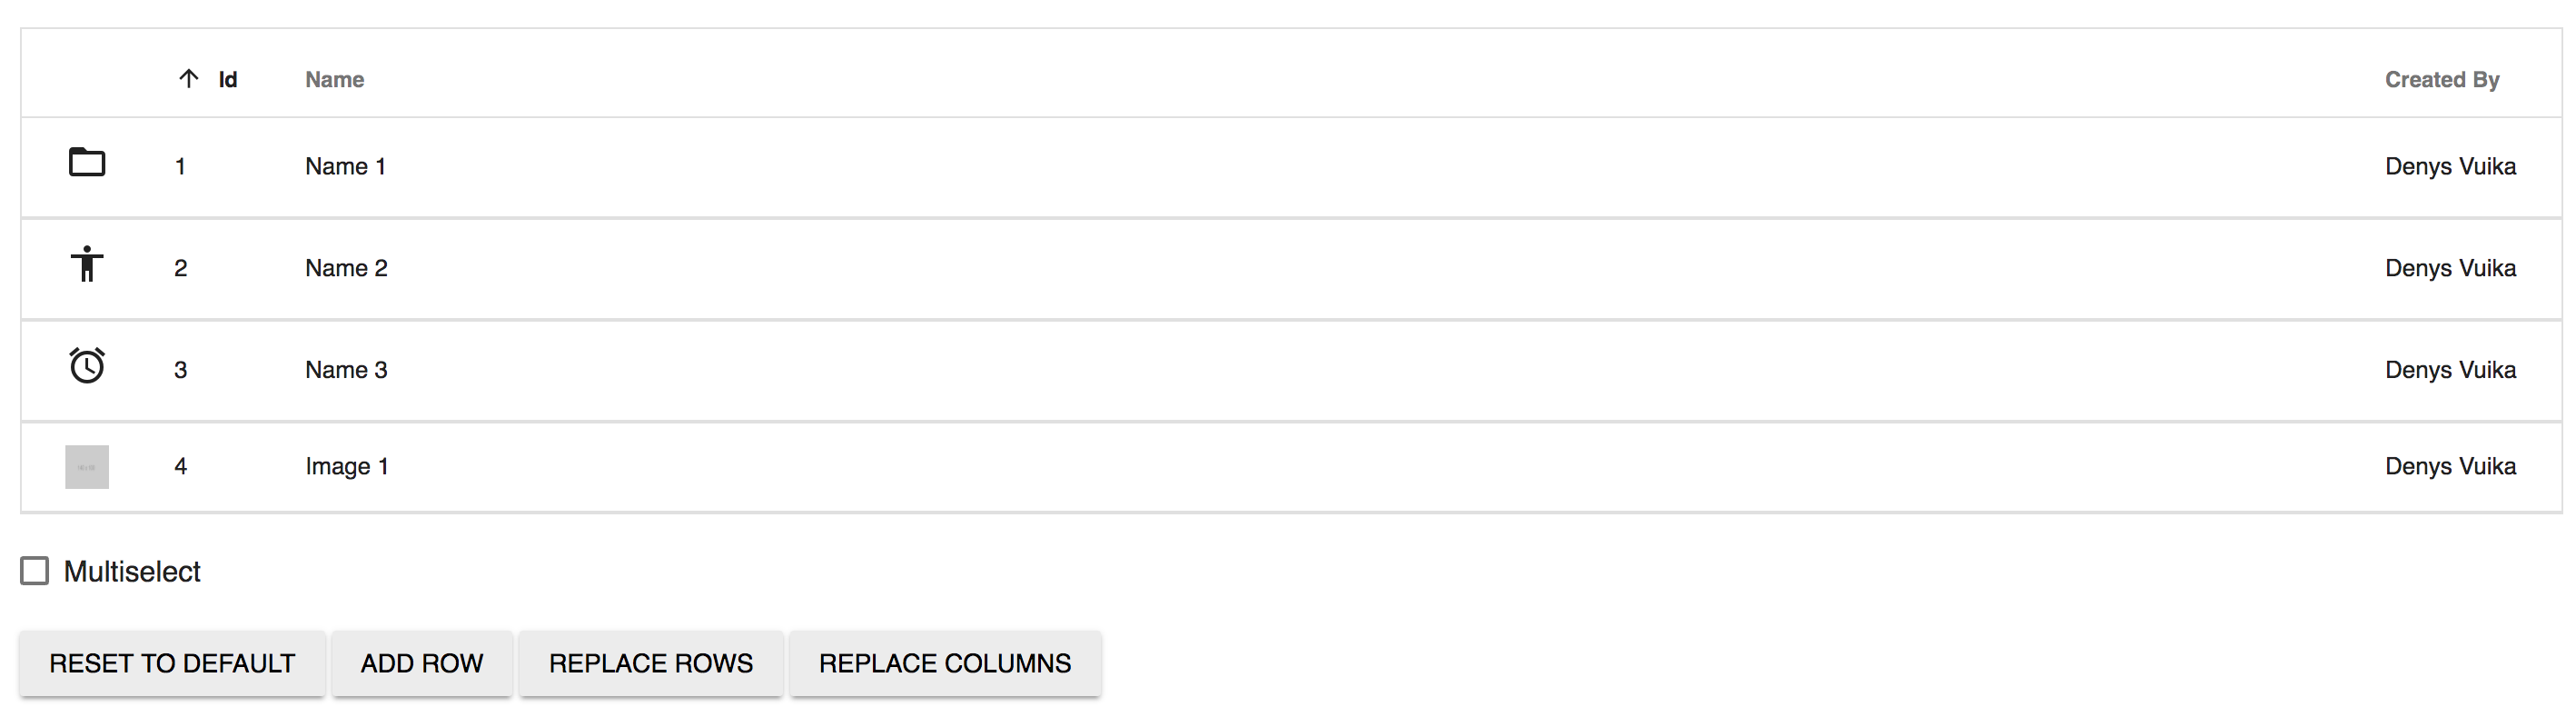 Id Name Created By
1 Name 1 Denys Vuika
2 Name 2 Denys Vuika
3 Name 3 Denys Vuika
4 Image 1 Denys Vuika
Multiselect
RESET TO DEFAULT ADD ROW REPLACE ROWS REPLACE COLUMNS